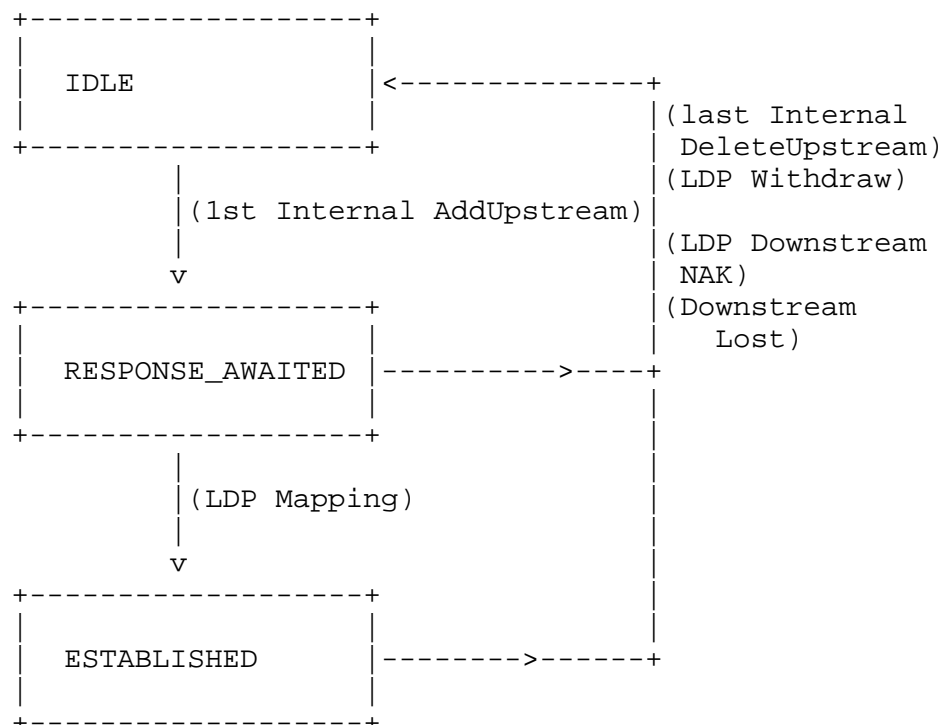 IDLE
(last Internal
DeleteUpstream)
(LDP Withdraw)
(1st Internal AddUpstream)
(LDP Downstream
NAK)
(Downstream
Lost)
RESPONSE_AWAITED
(LDP Mapping)
ESTABLISHED